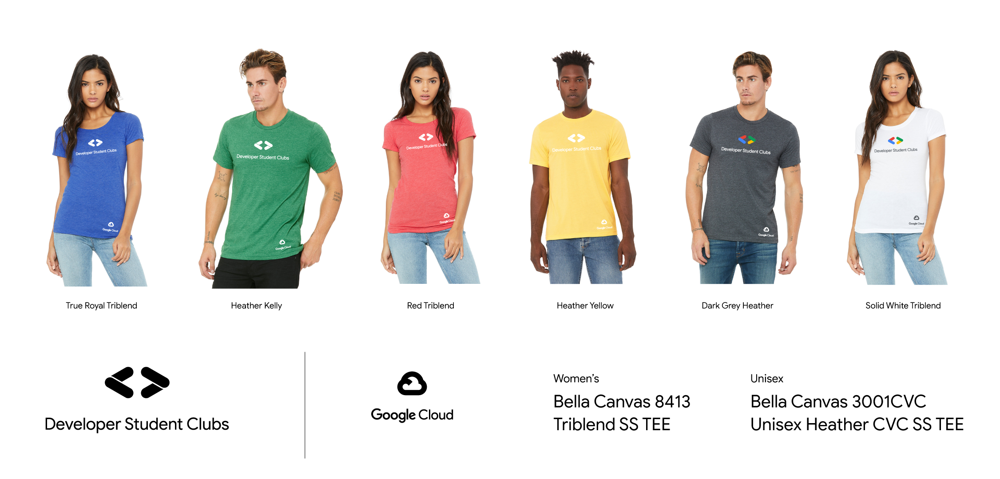 Developer Student Clubs
Google Cloud
Developer Student Clubs
Google Cloud
Developer Student Clubs
Google Cloud
Developer Student Clubs
Google Cloud
Developer Student Clubs
Google Cloud
Developer Student Clubs
Google Cloud
True Royal Triblend
Heather Kelly
Red Triblend
Heather Yellow
Dark Grey Heather
Solid White Triblend
Developer Student Clubs
Google Cloud
Women’s
Bella Canvas 8413
Triblend SS TEE
Unisex
Bella Canvas 3001CVC
Unisex Heather CVC SS TEE